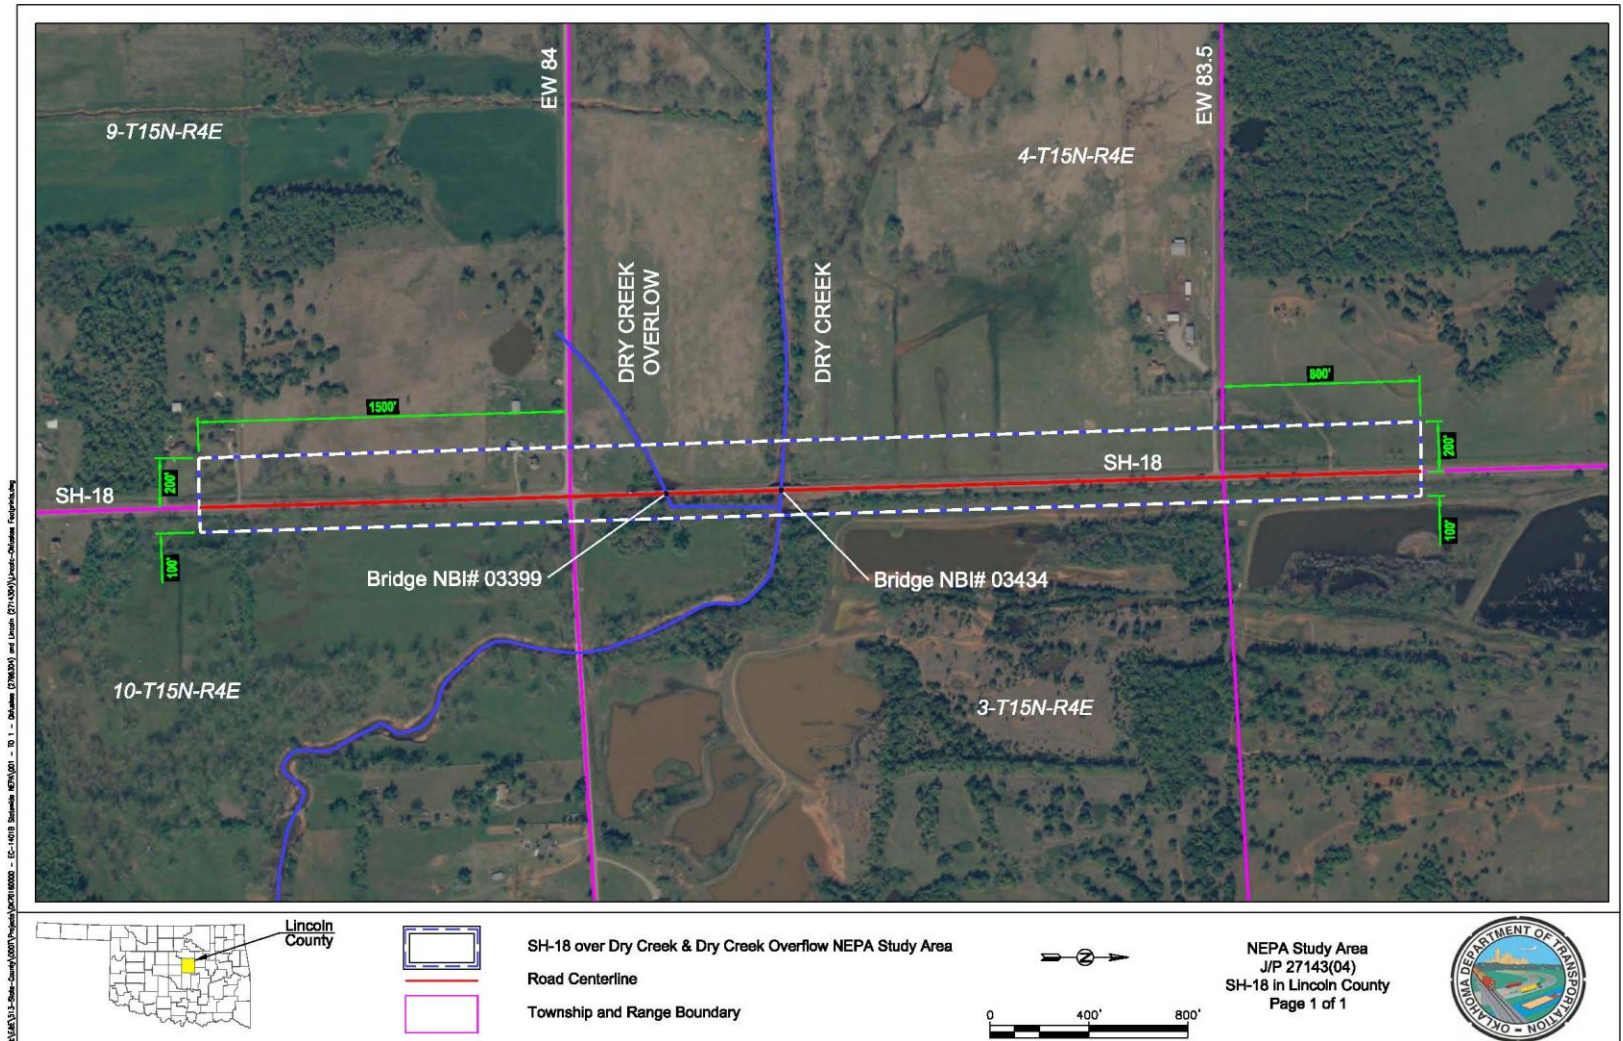 EW 84
EW 83.5
9-T15N-R4E
4-T15N-R4E
DRY CREEK
OVERLOW
DRY CREEK
1500'
800'
200'
200'
SH-18
SH-18
100'
100'
Bridge NBI# 03399
Bridge NBI# 03434
10-T15N-R4E
3-T15N-R4E
Lincoln
County
SH-18 over Dry Creek & Dry Creek Overflow NEPA Study Area
Road Centerline
Township and Range Boundary
N
0
400'
800'
NEPA Study Area
J/P 27143(04)
SH-18 in Lincoln County
Page 1 of 1
OKLAHOMA DEPARTMENT OF TRANSPORTATION